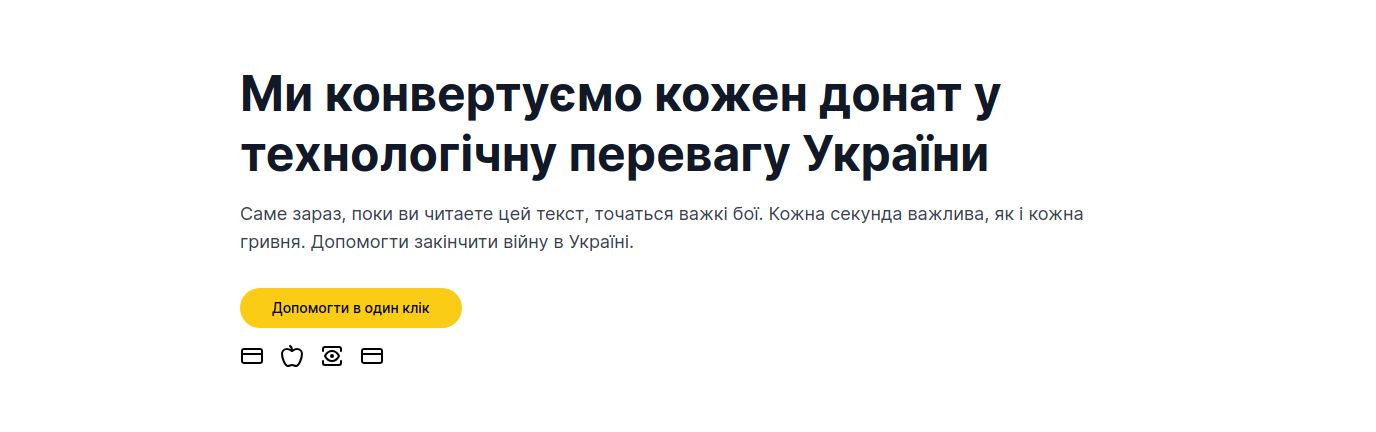 Ми конвертуємо кожен донат у
технологічну перевагу України
Саме зараз, поки ви читаете цей текст, точаться важкі бої. Кожна секунда важлива, як і кожна
гривня. Допомогти закінчити війну в Україні.
Допомогти в один клік